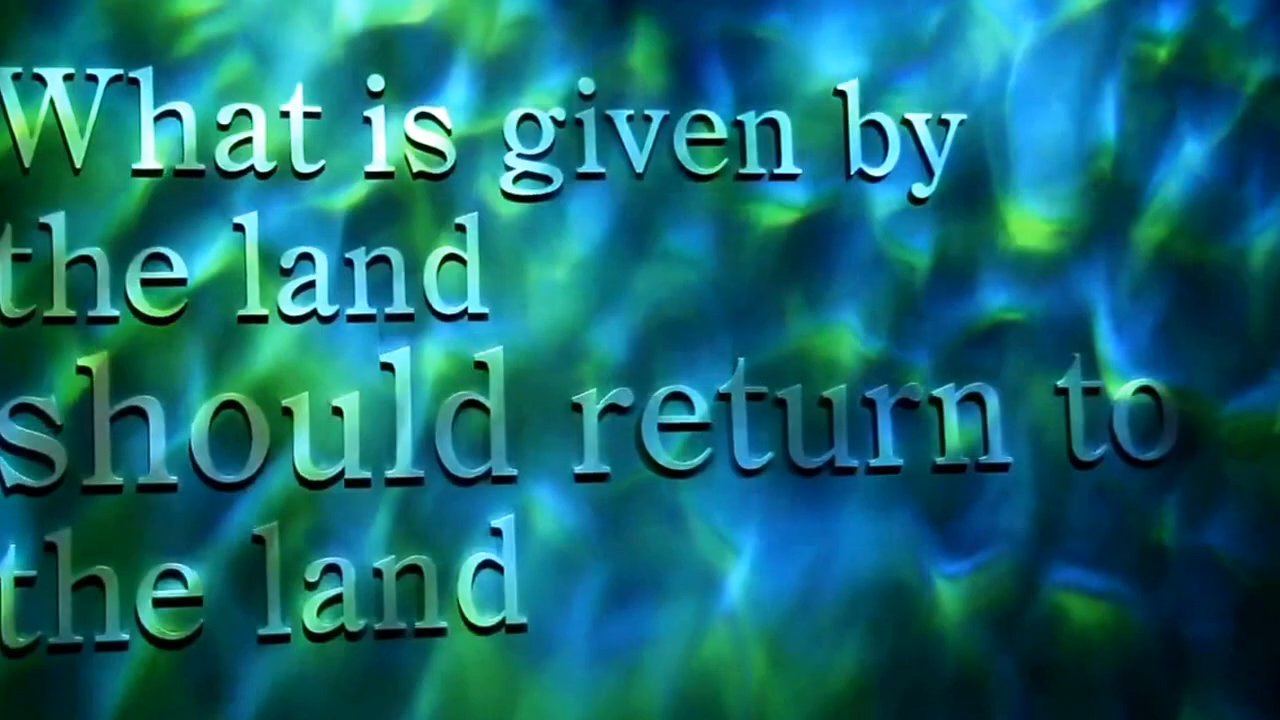 What is given by
the land
should return to
the land